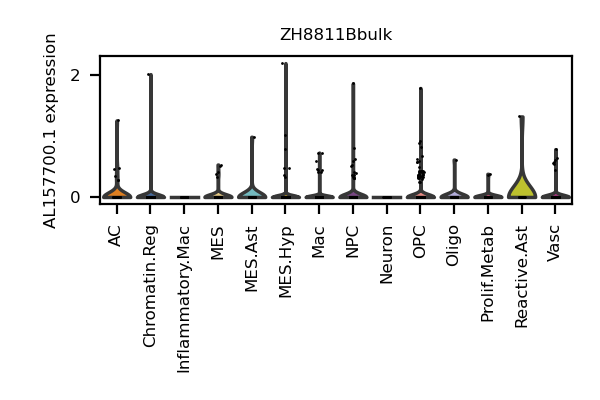 ZH8811Bbulk
AL157700.1 expression
2
0
AC
Chromatin.Reg
Inflammatory.Mac
MES
MES.Ast
MES.Hyp
Mac
NPC
Neuron
OPC
Oligo
Prolif.Metab
Reactive.Ast
Vasc